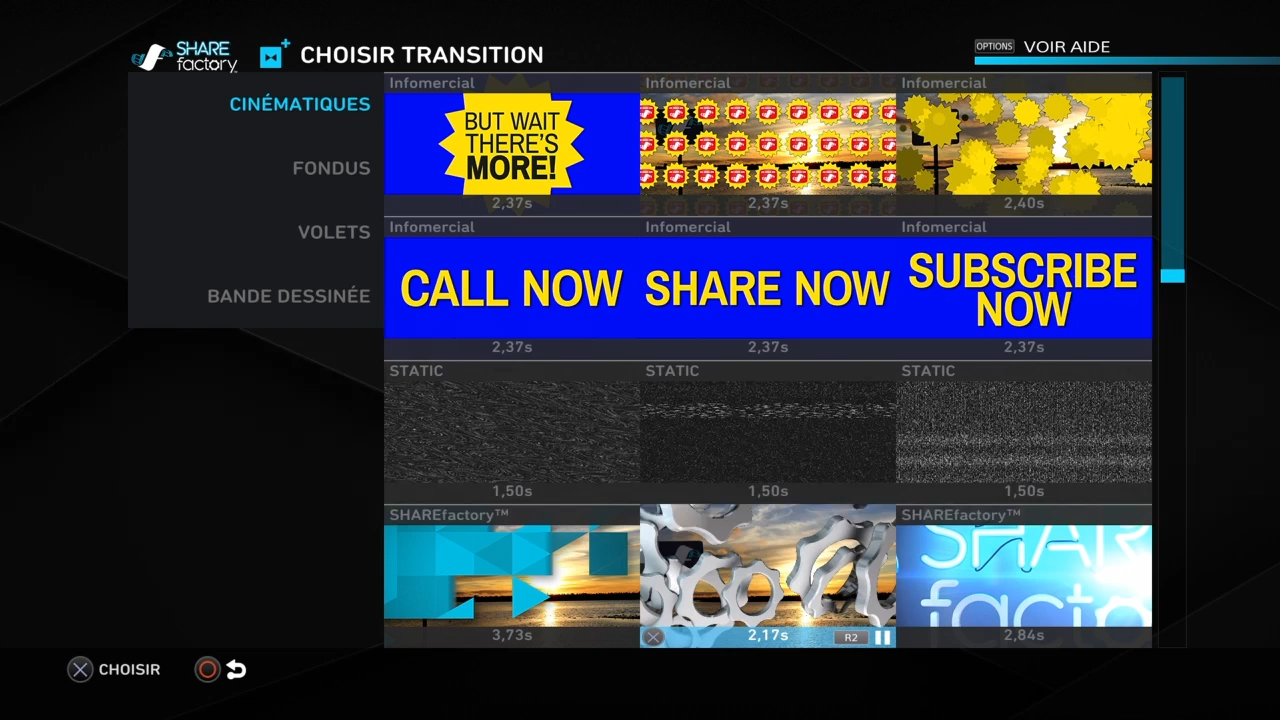 SHARE
factory™
CHOISIR TRANSITION
OPTIONS
VOIR AIDE
CINÉMATIQUES
FONDUS
VOLETS
BANDE DESSINÉE
Infomercial
Infomercial
Infomercial
BUT WAIT
THERE'S
MORE!
2,37s
2,37s
2,40s
Infomercial
Infomercial
Infomercial
CALL NOW
SHARE NOW
SUBSCRIBE
NOW
2,37s
2,37s
2,37s
STATIC
STATIC
STATIC
1,50s
1,50s
1,50s
SHAREfactory™
SHAREfactory™
SHAR
facto
3,73s
2,17s
R2
2,84s
CHOISIR